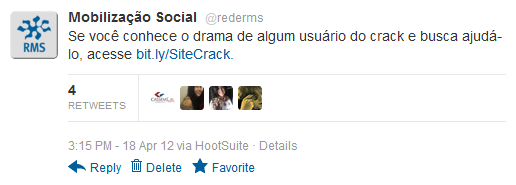 Mobilização Social @rederms
Se você conhece o drama de algum usuário do crack e busca ajudá-
lo, acesse bit.ly/SiteCrack.
RMS
4
RETWEETS
3:15 PM - 18 Apr 12 via HootSuite · Details
Reply Delete Favorite